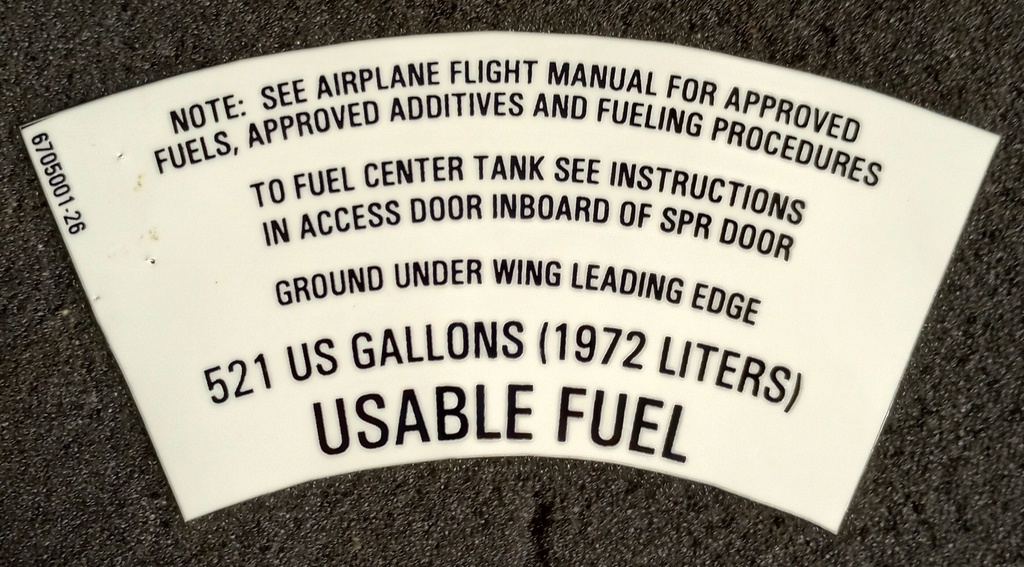 NOTE: SEE AIRPLANE FLIGHT MANUAL FOR APPROVED
FUELS, APPROVED ADDITIVES AND FUELING PROCEDURES
TO FUEL CENTER TANK SEE INSTRUCTIONS
IN ACCESS DOOR INBOARD OF SPR DOOR
GROUND UNDER WING LEADING EDGE
521 US GALLONS (1972 LITERS)
USABLE FUEL
6705001-26